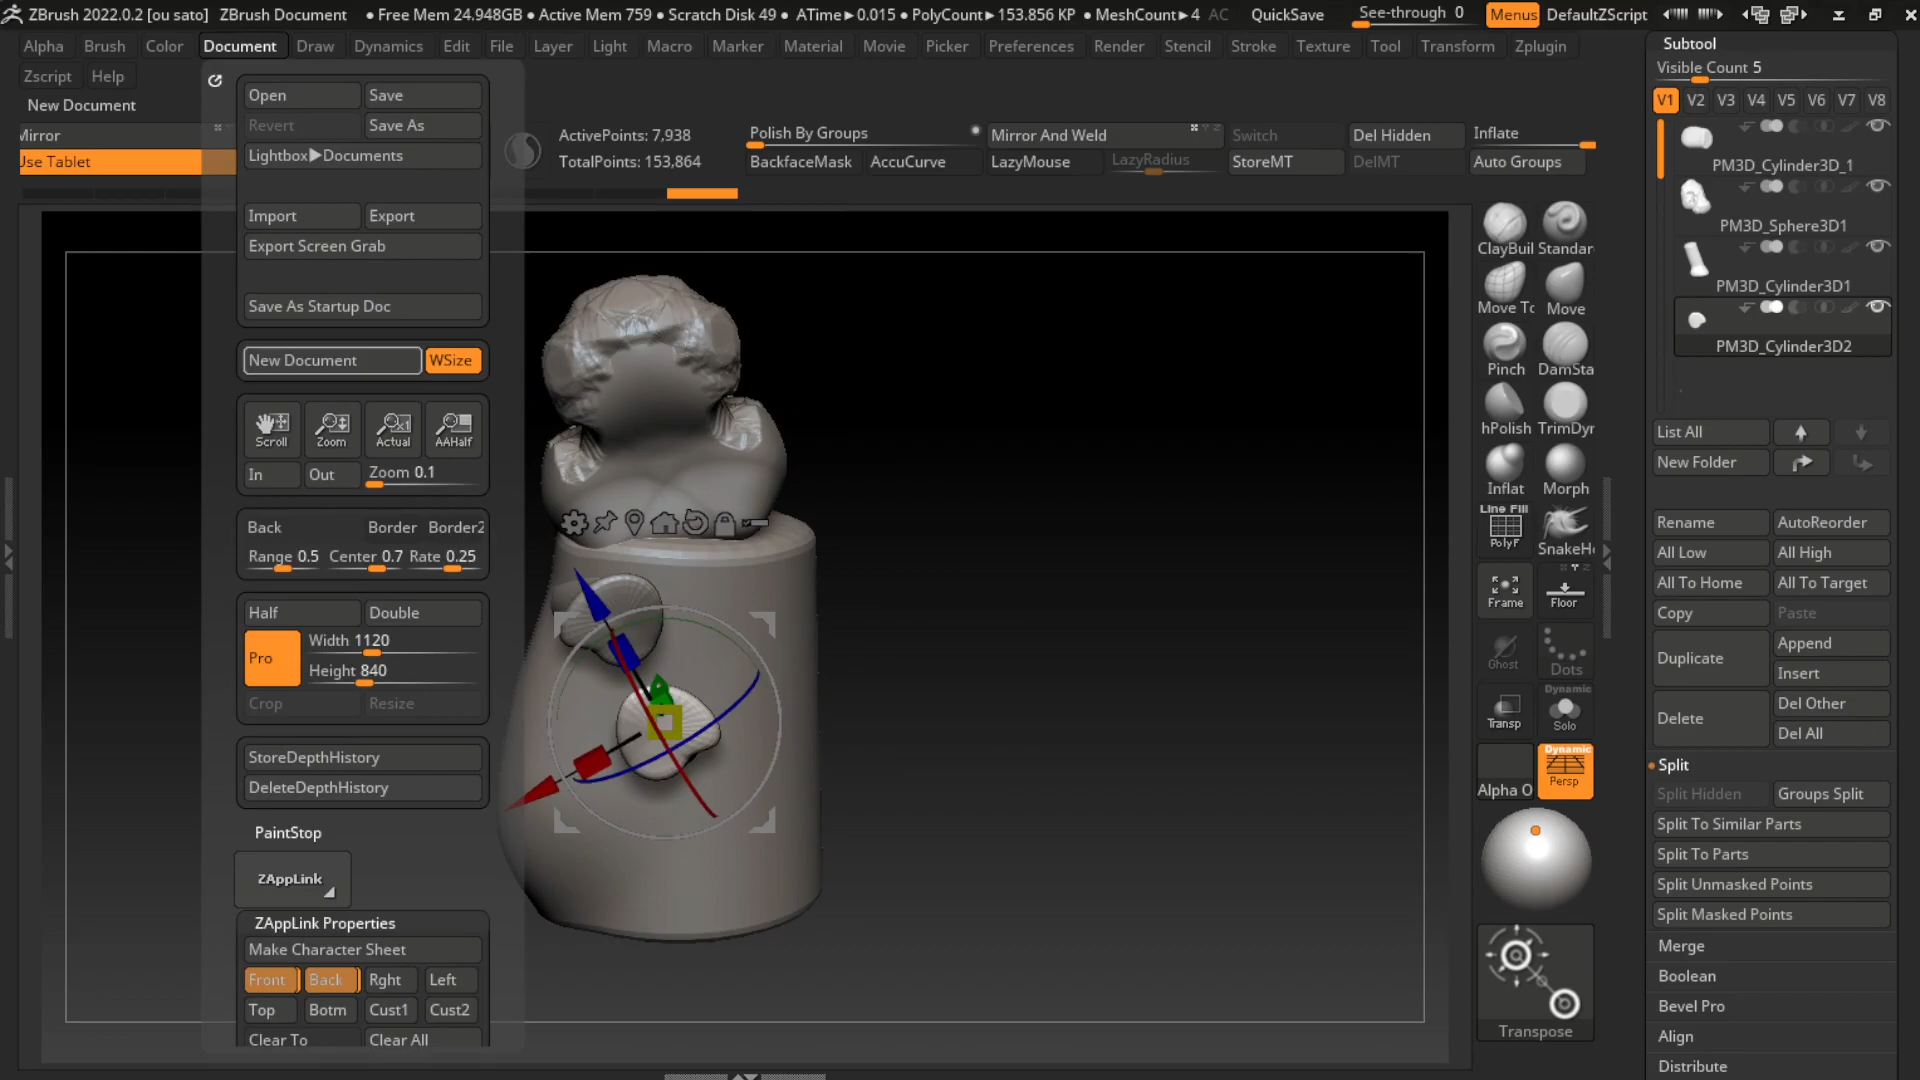 ZBrush 2022.0.2 [ou sato] ZBrush Document • Free Mem 24.948GB • Active Mem 759 • Scratch Disk 49 • ATime▶0.015 • PolyCount▶153.856 KP • MeshCount▶4 AC QuickSave See-through 0 Menus DefaultZScript
Alpha Brush Color Document Draw Dynamics Edit File Layer Light Macro Marker Material Movie Picker Preferences Render Stencil Stroke Texture Tool Transform Zplugin
Zscript Help
New Document
Mirror
Use Tablet
ActivePoints: 7,938
TotalPoints: 153,864
Polish By Groups
BackfaceMask AccuCurve
Mirror And Weld
LazyMouse LazyRadius
Switch Del Hidden Inflate
StoreMT DelMT Auto Groups
Open Save
Revert Save As
Lightbox▶Documents
Import Export
Export Screen Grab
Save As Startup Doc
New Document WSize
Scroll Zoom Actual AAHalf
In Out Zoom 0.1
Back Border Border2
Range 0.5 Center 0.7 Rate 0.25
Half Double
Pro Width 1120
Height 840
Crop Resize
StoreDepthHistory
DeleteDepthHistory
PaintStop
ZAppLink
ZAppLink Properties
Make Character Sheet
Front Back Rght Left
Top Botm Cust1 Cust2
Clear To Clear All
ClayBuil Standar
Move To Move
Pinch DamSta
hPolish TrimDyr
Inflat Morph
Line Fill
PolyF SnakeHo
Frame Floor
Ghost Dots
Dynamic
Transp Solo
Dynamic
Alpha O Persp
Transpose
Subtool
Visible Count 5
V1 V2 V3 V4 V5 V6 V7 V8
PM3D_Cylinder3D_1
PM3D_Sphere3D1
PM3D_Cylinder3D1
PM3D_Cylinder3D2
List All
New Folder
Rename AutoReorder
All Low All High
All To Home All To Target
Copy Paste
Duplicate Append
Insert
Delete Del Other
Del All
Split
Split Hidden Groups Split
Split To Similar Parts
Split To Parts
Split Unmasked Points
Split Masked Points
Merge
Boolean
Bevel Pro
Align
Distribute